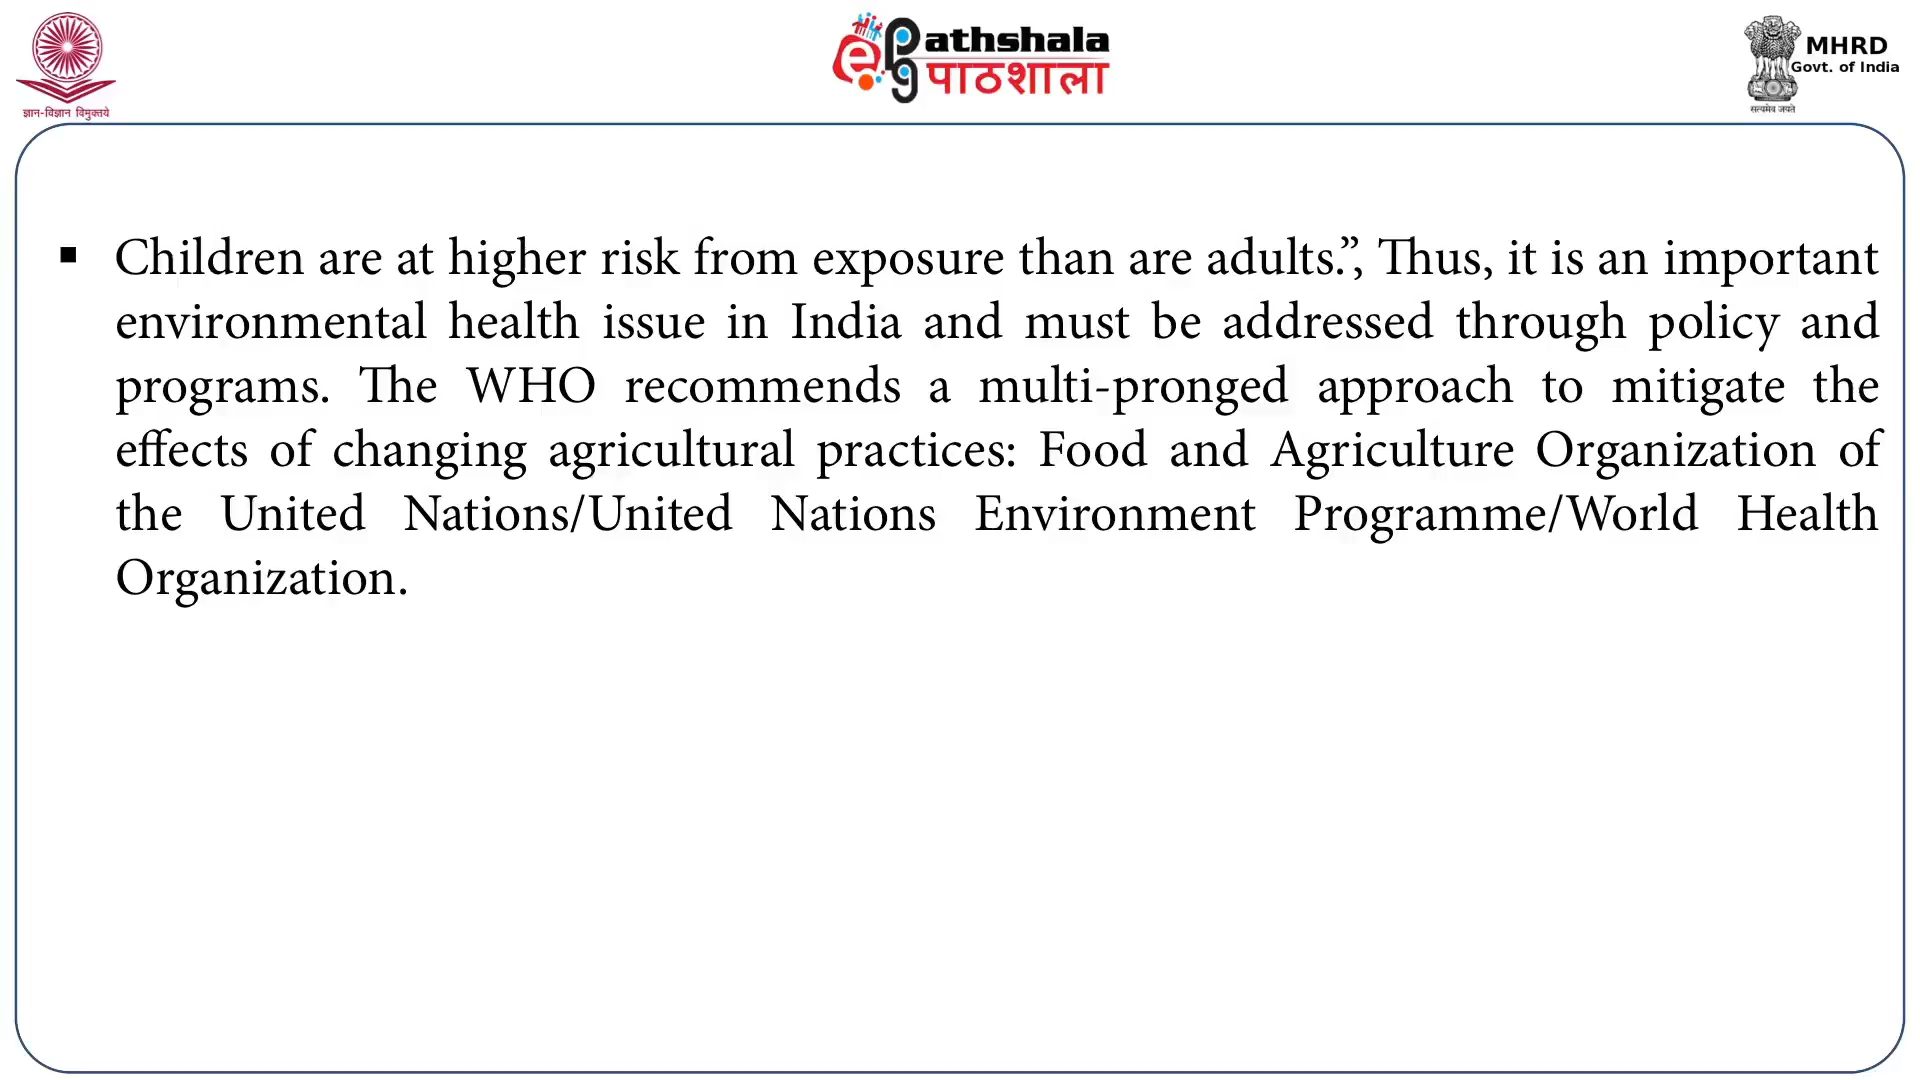 ज्ञान-विज्ञान विमुक्तये
ePathshala
पाठशाला
MHRD
Govt. of India
सत्यमेव जयते
▪ Children are at higher risk from exposure than are adults.”, Thus, it is an important
environmental health issue in India and must be addressed through policy and
programs. The WHO recommends a multi-pronged approach to mitigate the
effects of changing agricultural practices: Food and Agriculture Organization of
the United Nations/United Nations Environment Programme/World Health
Organization.